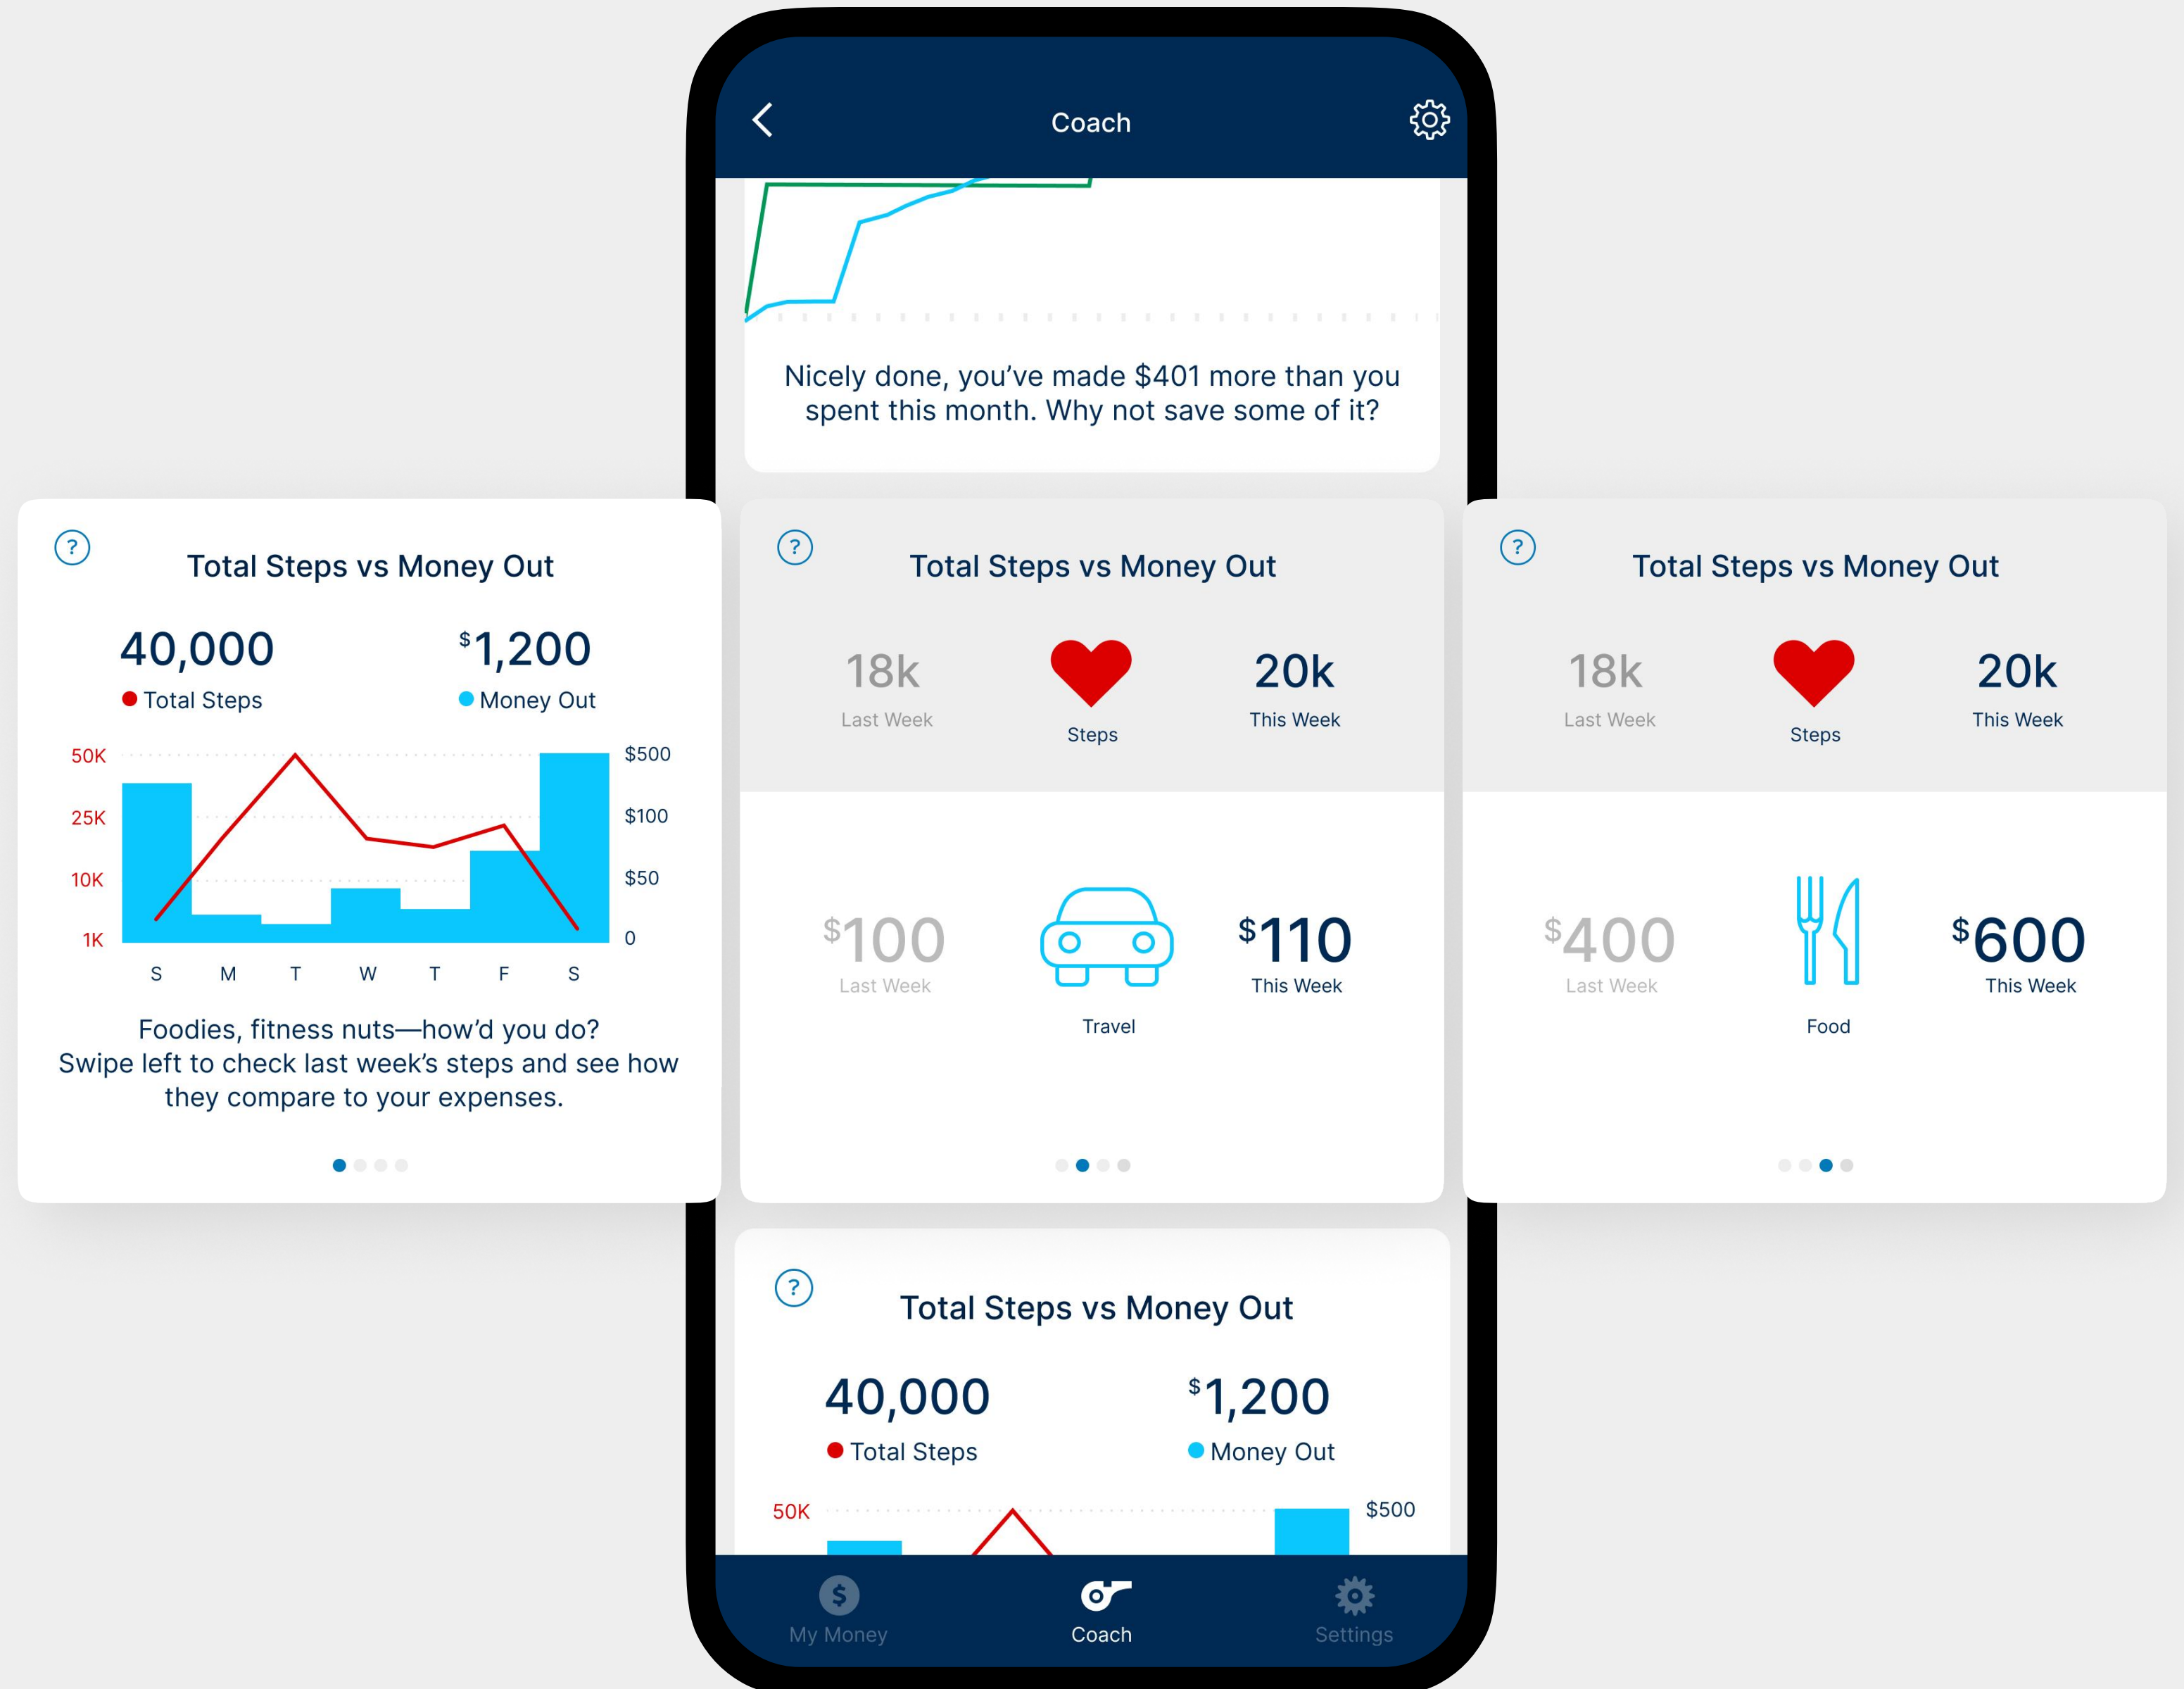 Coach
Nicely done, you’ve made $401 more than you
spent this month. Why not save some of it?
?
Total Steps vs Money Out
40,000
$1,200
Total Steps
Money Out
50K
$500
25K
$100
10K
$50
1K
0
S M T W T F S
Foodies, fitness nuts—how’d you do?
Swipe left to check last week’s steps and see how
they compare to your expenses.
?
Total Steps vs Money Out
18k
20k
Last Week
This Week
Steps
$100
$110
Last Week
This Week
Travel
?
Total Steps vs Money Out
18k
20k
Last Week
This Week
Steps
$400
$600
Last Week
This Week
Food
?
Total Steps vs Money Out
40,000
$1,200
Total Steps
Money Out
50K
$500
$
My Money
Coach
Settings